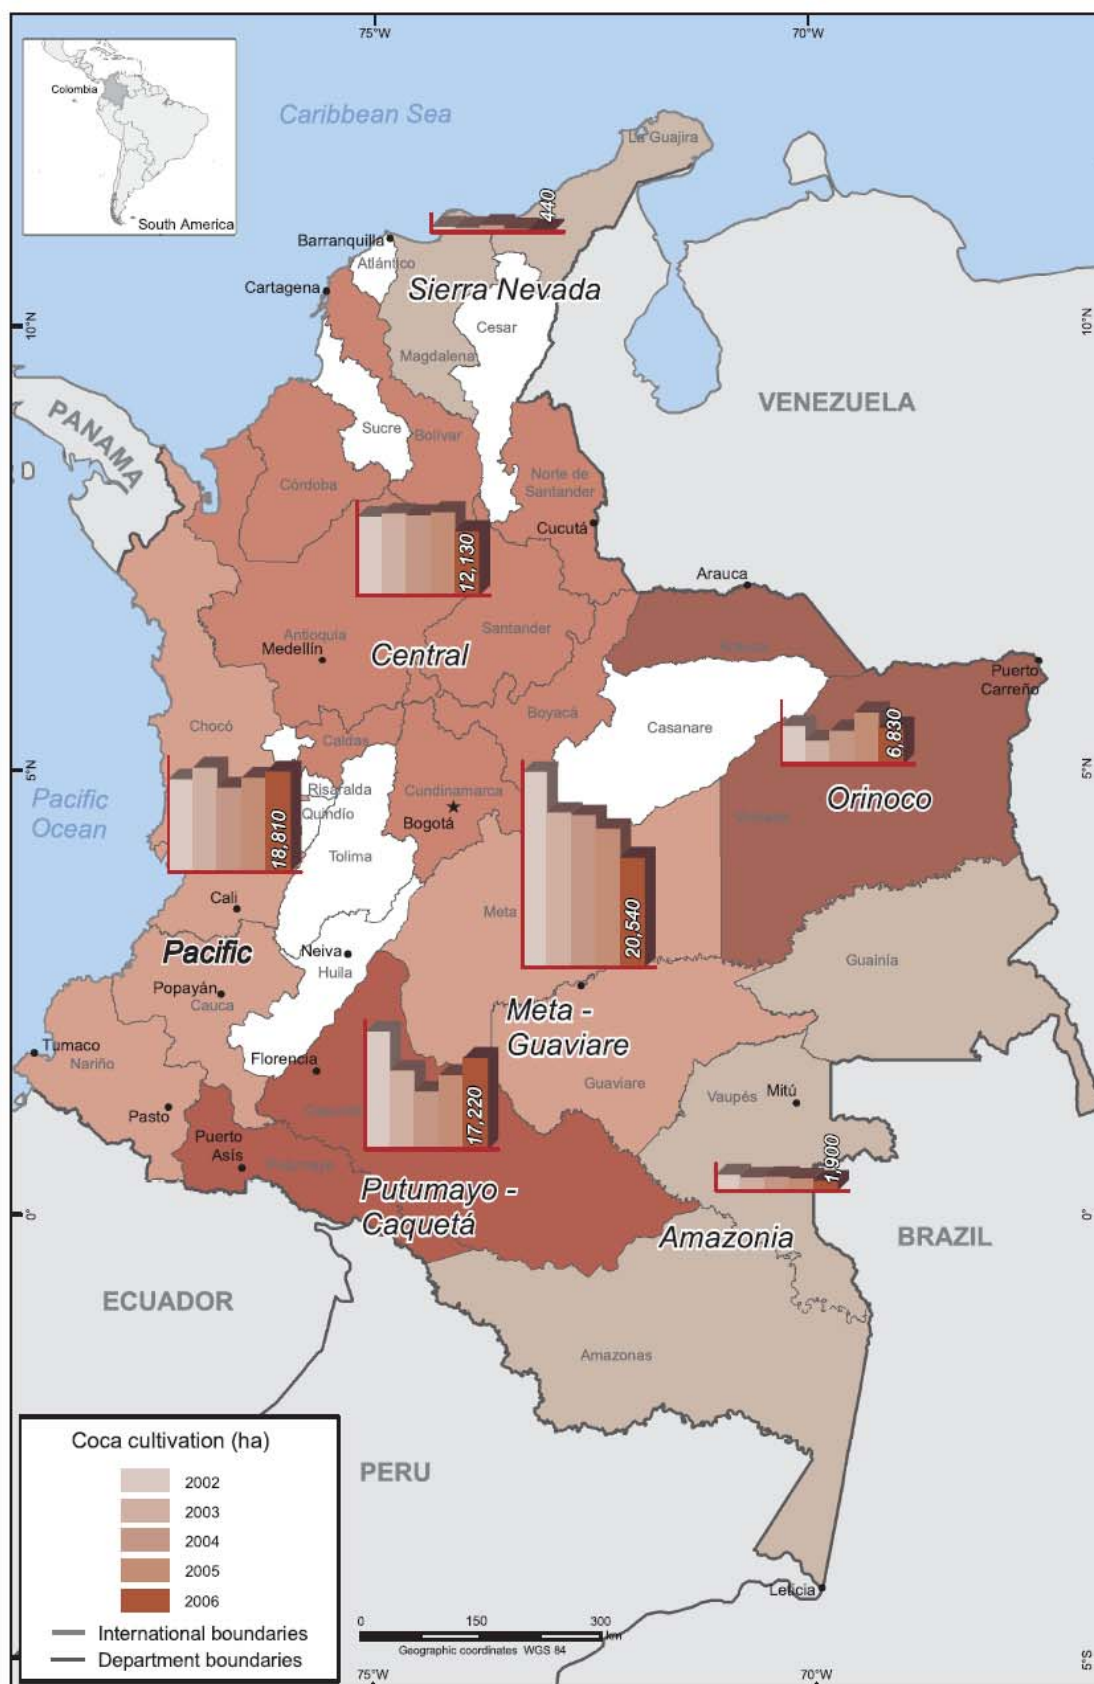 75°W
70°W
Colombia
South America
Caribbean Sea
La Guajira
440
Barranquilla
Atlántico
Cartagena
Sierra Nevada
Cesar
Magdalena
10°N
10°N
PANAMA
VENEZUELA
Sucre
Bolívar
Córdoba
Norte de
Santander
Cucutá
12,130
Arauca
Antioquia
Medellín
Santander
Central
Puerto
Carreño
Chocó
Boyacá
Casanare
Caldas
6,830
5°N
5°N
Pacific
Ocean
Risaralda
Quindío
Cundinamarca
Bogotá
Orinoco
Vichada
18,810
Tolima
Cali
Meta
20,540
Pacific
Neiva
Huila
Guainía
Popayán
Cauca
Meta -
Guaviare
Tumaco
Nariño
Florencia
Caquetá
Guaviare
Vaupés
Mitú
Pasto
17,220
Puerto
Asís
Putumayo
1,900
Putumayo -
Caquetá
0°
0°
Amazonia
BRAZIL
ECUADOR
Amazonas
PERU
Coca cultivation (ha)
2002
2003
2004
2005
2006
International boundaries
Department boundaries
Leticia
0 150 300
km
Geographic coordinates WGS 84
75°W
70°W
5°S